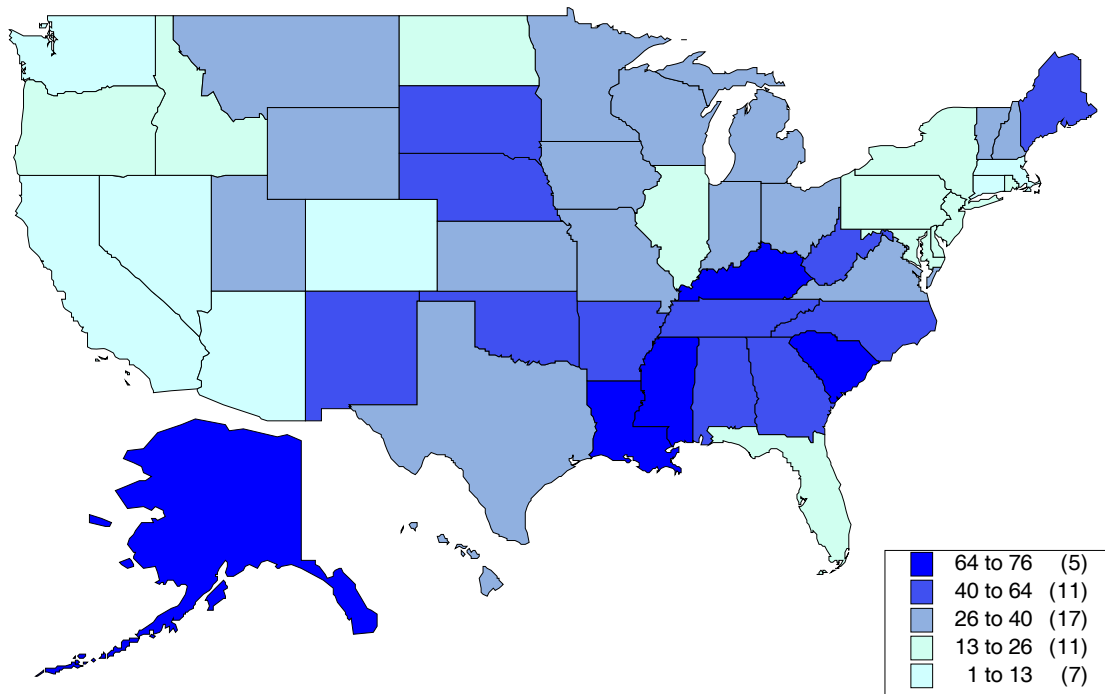 64 to 76 (5)
40 to 64 (11)
26 to 40 (17)
13 to 26 (11)
1 to 13 (7)